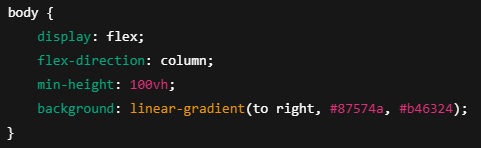 body {
    display: flex;
    flex-direction: column;
    min-height: 100vh;
    background: linear-gradient(to right, #87574a, #b46324);
}